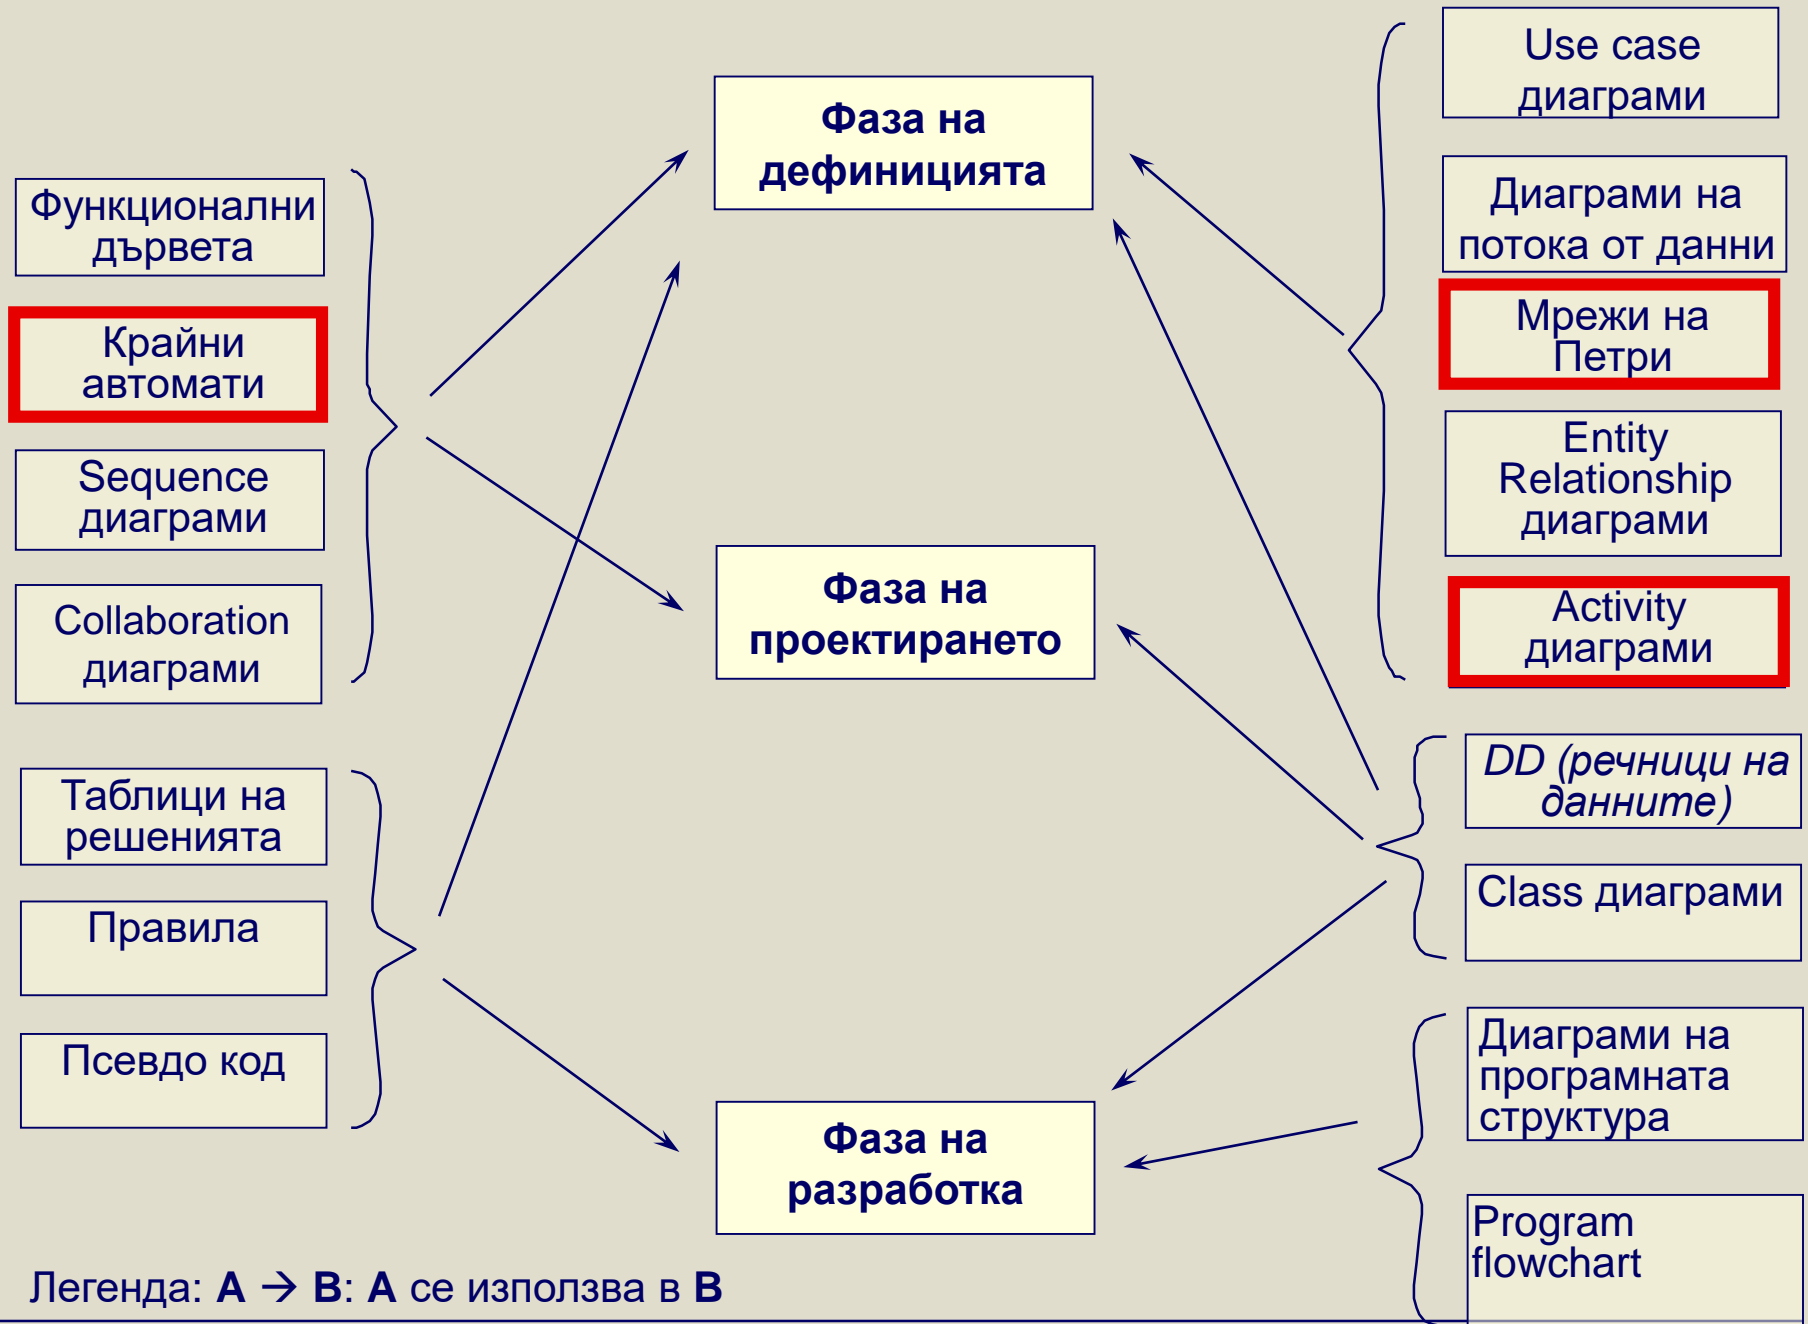 Фаза на
дефиницията
Фаза на
проектирането
Фаза на
разработка
Функционални
дървета
Крайни
автомати
Sequence
диаграми
Collaboration
диаграми
Таблици на
решенията
Правила
Псевдо код
Use case
диаграми
Диаграми на
потока от данни
Мрежи на
Петри
Entity
Relationship
диаграми
Activity
диаграми
DD (речници на
данните)
Class диаграми
Диаграми на
програмната
структура
Program
flowchart
Легенда: A → B: A се използва в B